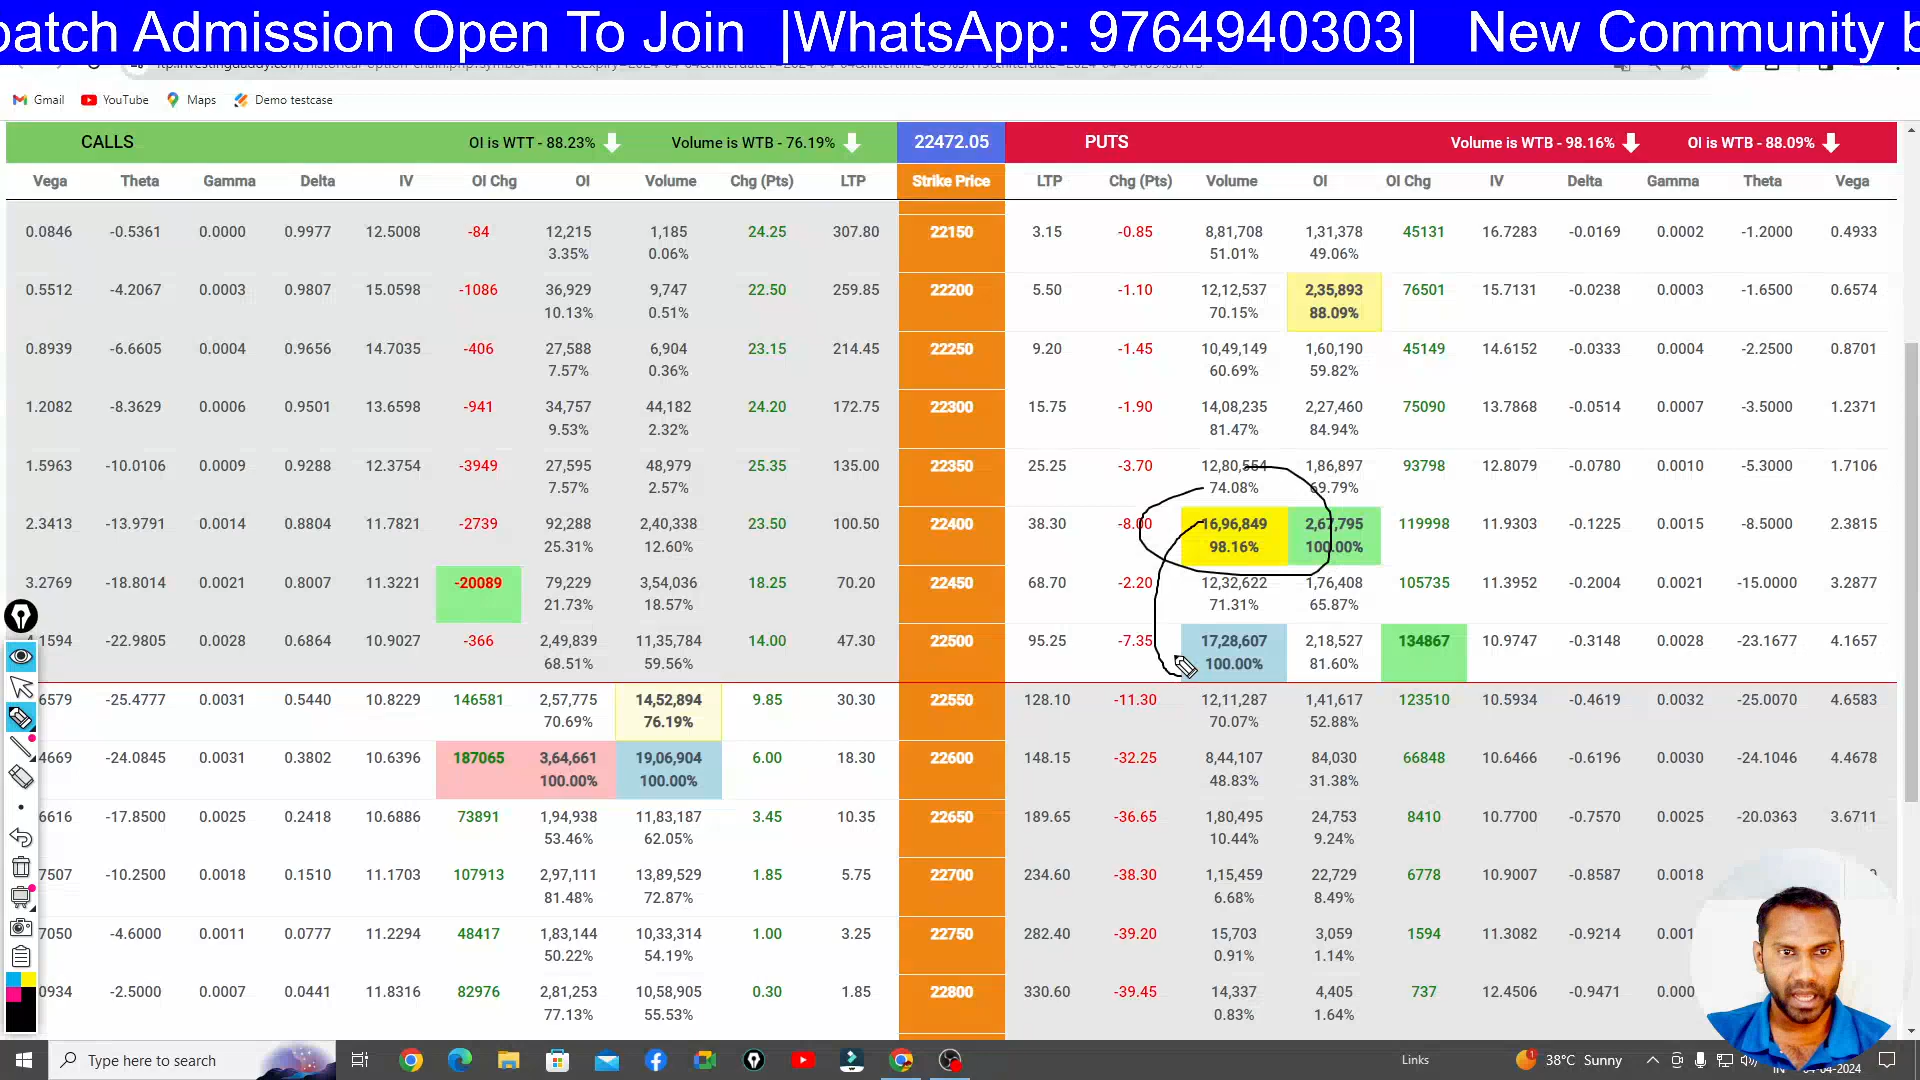 batch Admission Open To Join |WhatsApp: 9764940303| New Community b
Gmail YouTube Maps Demo testcase
CALLS OI is WTT - 88.23% Volume is WTB - 76.19% 22472.05 PUTS Volume is WTB - 98.16% OI is WTB - 88.09%
Vega Theta Gamma Delta IV OI Chg OI Volume Chg (Pts) LTP Strike Price LTP Chg (Pts) Volume OI OI Chg IV Delta Gamma Theta Vega
0.0846 -0.5361 0.0000 0.9977 12.5008 -84 12,215 1,185 24.25 307.80 22150 3.15 -0.85 8,81,708 1,31,378 45131 16.7283 -0.0169 0.0002 -1.2000 0.4933
3.35% 0.06% 51.01% 49.06%
0.5512 -4.2067 0.0003 0.9807 15.0598 -1086 36,929 9,747 22.50 259.85 22200 5.50 -1.10 12,12,537 2,35,893 76501 15.7131 -0.0238 0.0003 -1.6500 0.6574
10.13% 0.51% 70.15% 88.09%
0.8939 -6.6605 0.0004 0.9656 14.7035 -406 27,588 6,904 23.15 214.45 22250 9.20 -1.45 10,49,149 1,60,190 45149 14.6152 -0.0333 0.0004 -2.2500 0.8701
7.57% 0.36% 60.69% 59.82%
1.2082 -8.3629 0.0006 0.9501 13.6598 -941 34,757 44,182 24.20 172.75 22300 15.75 -1.90 14,08,235 2,27,460 75090 13.7868 -0.0514 0.0007 -3.5000 1.2371
9.53% 2.32% 81.47% 84.94%
1.5963 -10.0106 0.0009 0.9288 12.3754 -3949 27,595 48,979 25.35 135.00 22350 25.25 -3.70 12,80,554 1,86,897 93798 12.8079 -0.0780 0.0010 -5.3000 1.7106
7.57% 2.57% 74.08% 69.79%
2.3413 -13.9791 0.0014 0.8804 11.7821 -2739 92,288 2,40,338 23.50 100.50 22400 38.30 -8.00 16,96,849 2,67,795 119998 11.9303 -0.1225 0.0015 -8.5000 2.3815
25.31% 12.60% 98.16% 100.00%
3.2769 -18.8014 0.0021 0.8007 11.3221 -20089 79,229 3,54,036 18.25 70.20 22450 68.70 -2.20 12,32,622 1,76,408 105735 11.3952 -0.2004 0.0021 -15.0000 3.2877
21.73% 18.57% 71.31% 65.87%
1594 -22.9805 0.0028 0.6864 10.9027 -366 2,49,839 11,35,784 14.00 47.30 22500 95.25 -7.35 17,28,607 2,18,527 134867 10.9747 -0.3148 0.0028 -23.1677 4.1657
68.51% 59.56% 100.00% 81.60%
6579 -25.4777 0.0031 0.5440 10.8229 146581 2,57,775 14,52,894 9.85 30.30 22550 128.10 -11.30 12,11,287 1,41,617 123510 10.5934 -0.4619 0.0032 -25.0070 4.6583
70.69% 76.19% 70.07% 52.88%
4669 -24.0845 0.0031 0.3802 10.6396 187065 3,64,661 19,06,904 6.00 18.30 22600 148.15 -32.25 8,44,107 84,030 66848 10.6466 -0.6196 0.0030 -24.1046 4.4678
100.00% 100.00% 48.83% 31.38%
6616 -17.8500 0.0025 0.2418 10.6886 73891 1,94,938 11,83,187 3.45 10.35 22650 189.65 -36.65 1,80,495 24,753 8410 10.7700 -0.7570 0.0025 -20.0363 3.6711
53.46% 62.05% 10.44% 9.24%
7507 -10.2500 0.0018 0.1510 11.1703 107913 2,97,111 13,89,529 1.85 5.75 22700 234.60 -38.30 1,15,459 22,729 6778 10.9007 -0.8587 0.0018
81.48% 72.87% 6.68% 8.49%
7050 -4.6000 0.0011 0.0777 11.2294 48417 1,83,144 10,33,314 1.00 3.25 22750 282.40 -39.20 15,703 3,059 1594 11.3082 -0.9214 0.001
50.22% 54.19% 0.91% 1.14%
0934 -2.5000 0.0007 0.0441 11.8316 82976 2,81,253 10,58,905 0.30 1.85 22800 330.60 -39.45 14,337 4,405 737 12.4506 -0.9471 0.000
77.13% 55.53% 0.83% 1.64%
Type here to search Links 38°C Sunny